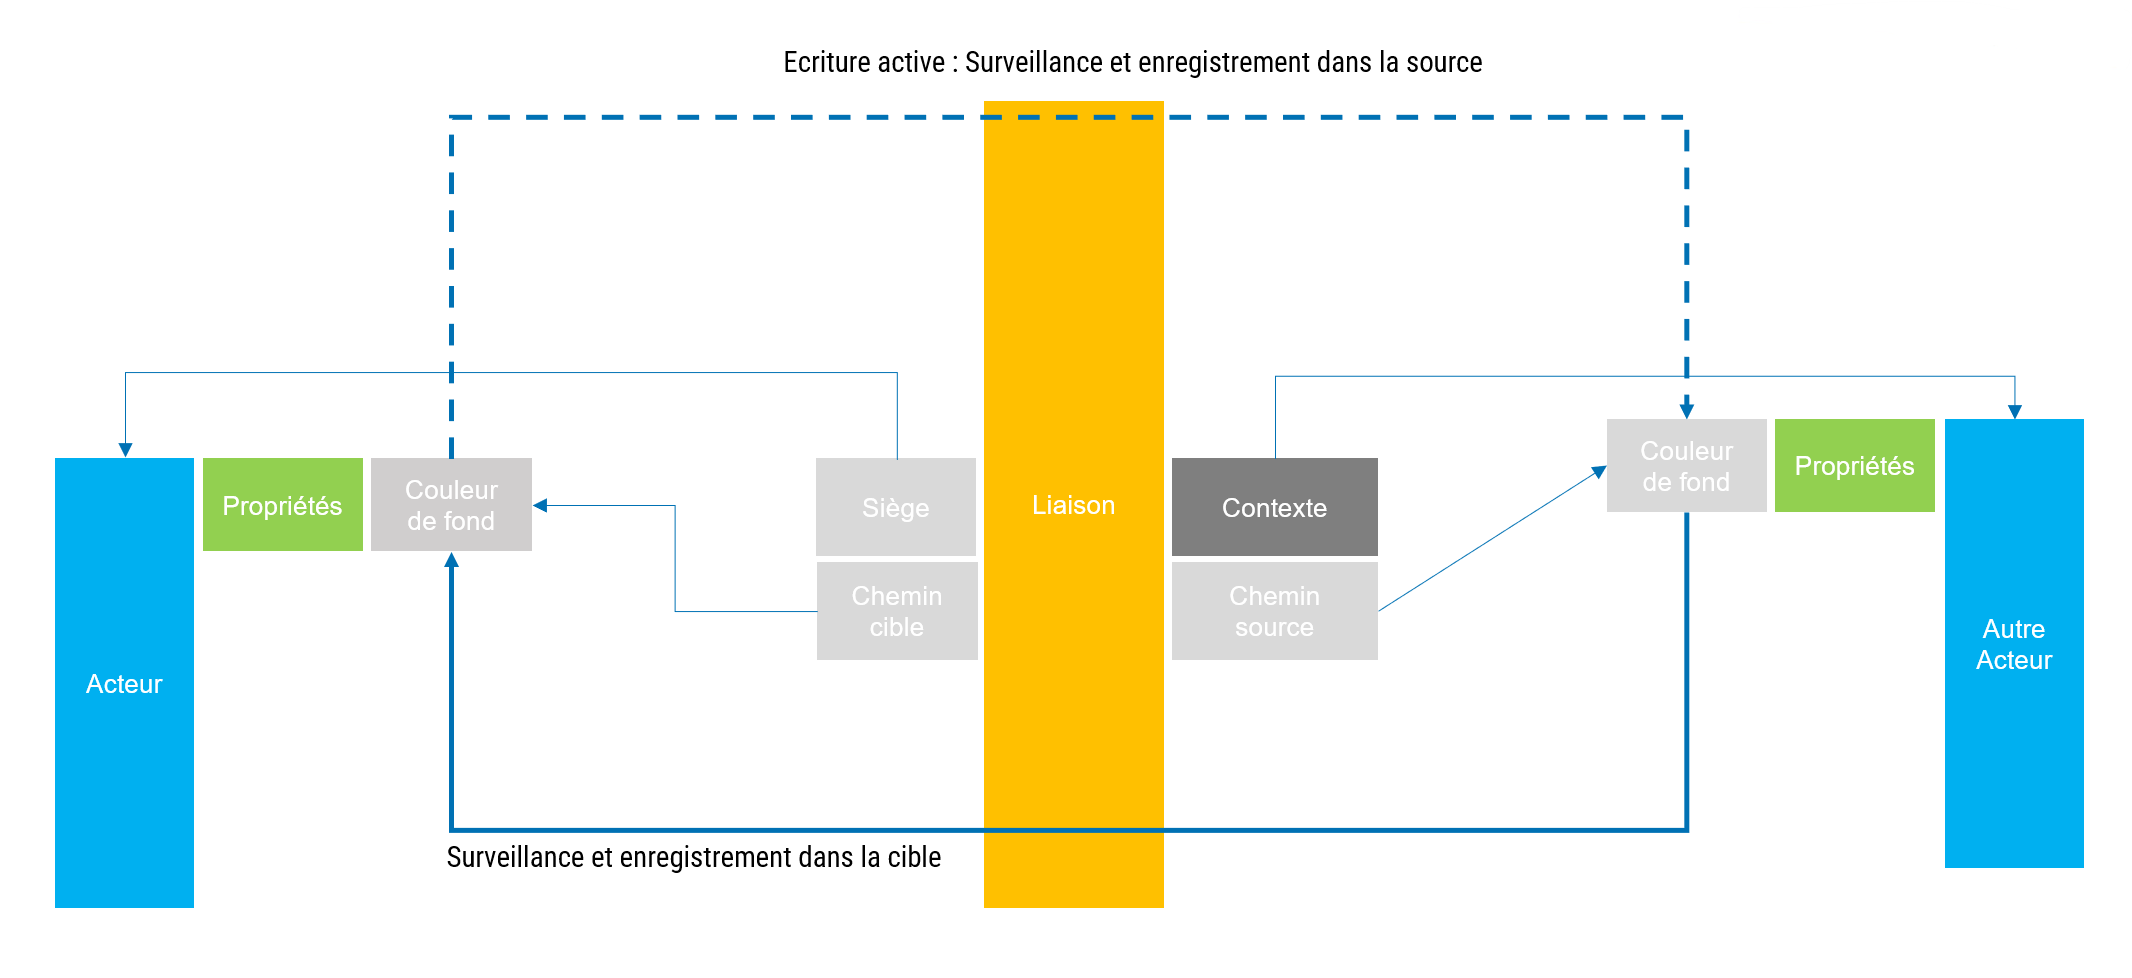 Ecriture active : Surveillance et enregistrement dans la source
Acteur
Propriétés
Couleur
de fond
Siège
Chemin
cible
Liaison
Contexte
Chemin
source
Couleur
de fond
Propriétés
Autre
Acteur
Surveillance et enregistrement dans la cible